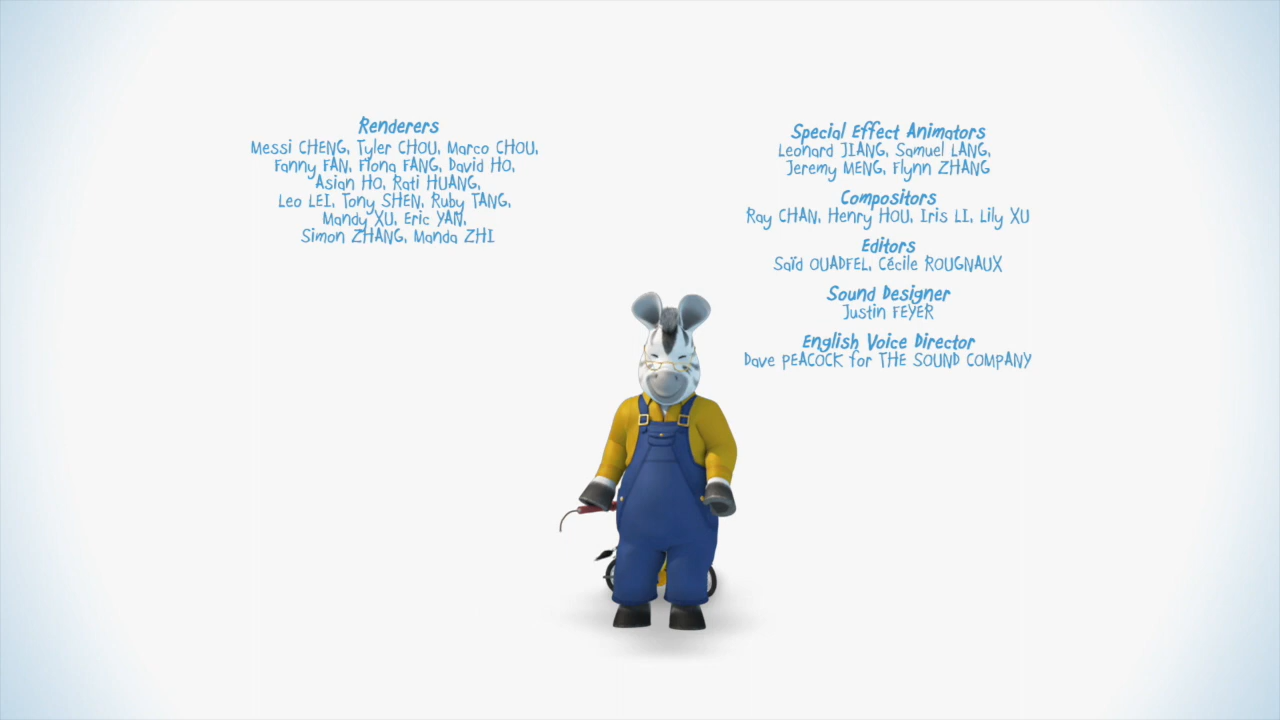 Renderers
Messi CHENG, Tyler CHOU, Marco CHOU,
Fanny FAN, Fiona FANG, David HO,
Asian HO, Rati HUANG,
Leo LEI, Tony SHEN, Ruby TANG,
Mandy XU, Eric YAN,
Simon ZHANG, Manda ZHI
Special Effect Animators
Leonard JIANG, Samuel LANG,
Jeremy MENG, Flynn ZHANG
Compositors
Ray CHAN, Henry HOU, Iris LI, Lily XU
Editors
Saïd OUADFEL, Cécile ROUGNAUX
Sound Designer
Justin FEYER
English Voice Director
Dave PEACOCK for THE SOUND COMPANY